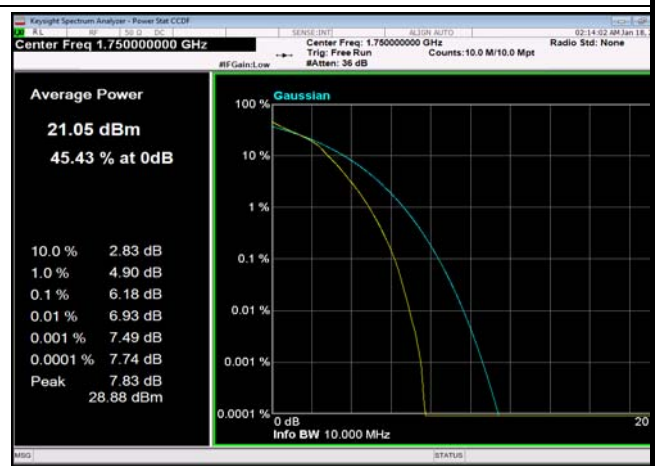 Keysight Spectrum Analyzer - Power Stat CCDF
RL RF 50 Ω DC SENSE:INT ALIGN AUTO 02:14:02 AM Jan 18,
Center Freq 1.750000000 GHz
Center Freq: 1.750000000 GHz
Radio Std: None
Trig: Free Run
Counts:10.0 M/10.0 Mpt
#IFGain:Low
#Atten: 36 dB
Average Power
21.05 dBm
45.43 % at 0dB
10.0 % 2.83 dB
1.0 % 4.90 dB
0.1 % 6.18 dB
0.01 % 6.93 dB
0.001 % 7.49 dB
0.0001 % 7.74 dB
Peak 7.83 dB
28.88 dBm
Gaussian
100 %
10 %
1 %
0.1 %
0.01 %
0.001 %
0.0001 %
0 dB
20
Info BW 10.000 MHz
MSG
STATUS